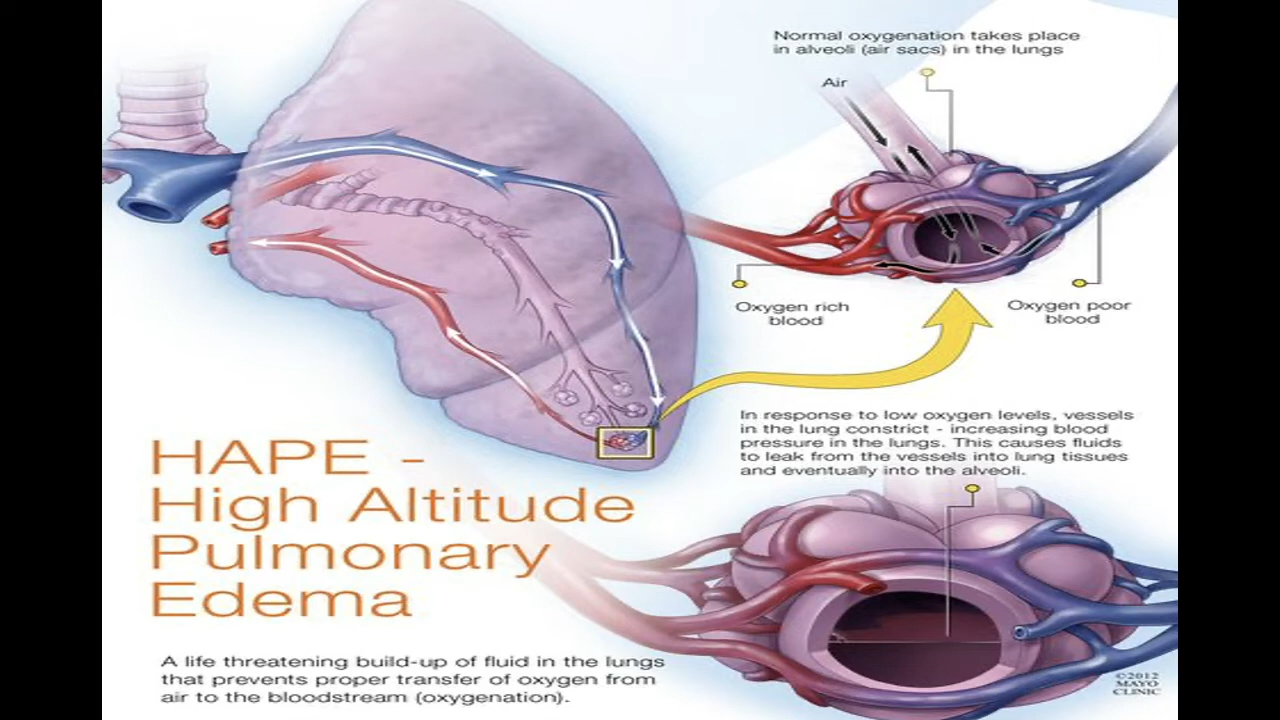 Normal oxygenation takes place
in alveoli (air sacs) in the lungs
Air
Oxygen rich
blood
Oxygen poor
blood
In response to low oxygen levels, vessels
in the lung constrict - increasing blood
pressure in the lungs. This causes fluids
to leak from the vessels into lung tissues
and eventually into the alveoli.
HAPE -
High Altitude
Pulmonary
Edema
A life threatening build-up of fluid in the lungs
that prevents proper transfer of oxygen from
air to the bloodstream (oxygenation).
©2012
MAYO
CLINIC